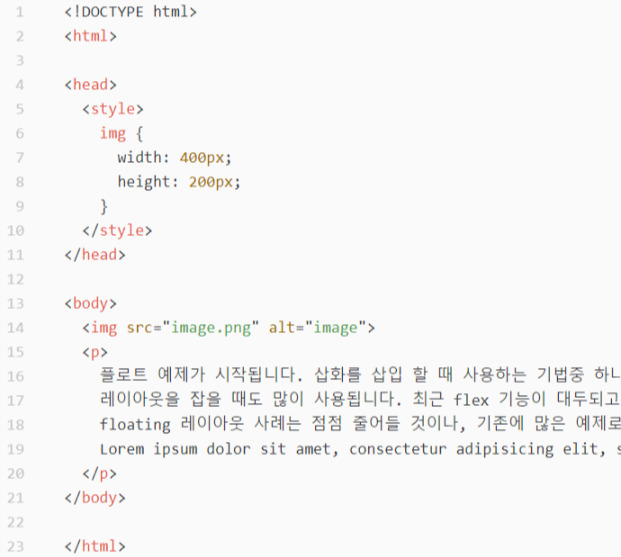 1 <!DOCTYPE html>
2 <html>
3
4 <head>
5 <style>
6 img {
7 width: 400px;
8 height: 200px;
9 }
10 </style>
11 </head>
12
13 <body>
14 <img src="image.png" alt="image">
15 <p>
16 플로트 예제가 시작됩니다. 삽화를 삽입 할 때 사용하는 기법중
17 레이아웃을 잡을 때도 많이 사용됩니다. 최근 flex 기능이 대두되고
18 floating 레이아웃 사례는 점점 줄어들 것이나, 기존에 많은 예제로
19 Lorem ipsum dolor sit amet, consectetur adipisicing elit,
20 </p>
21 </body>
22
23 </html>